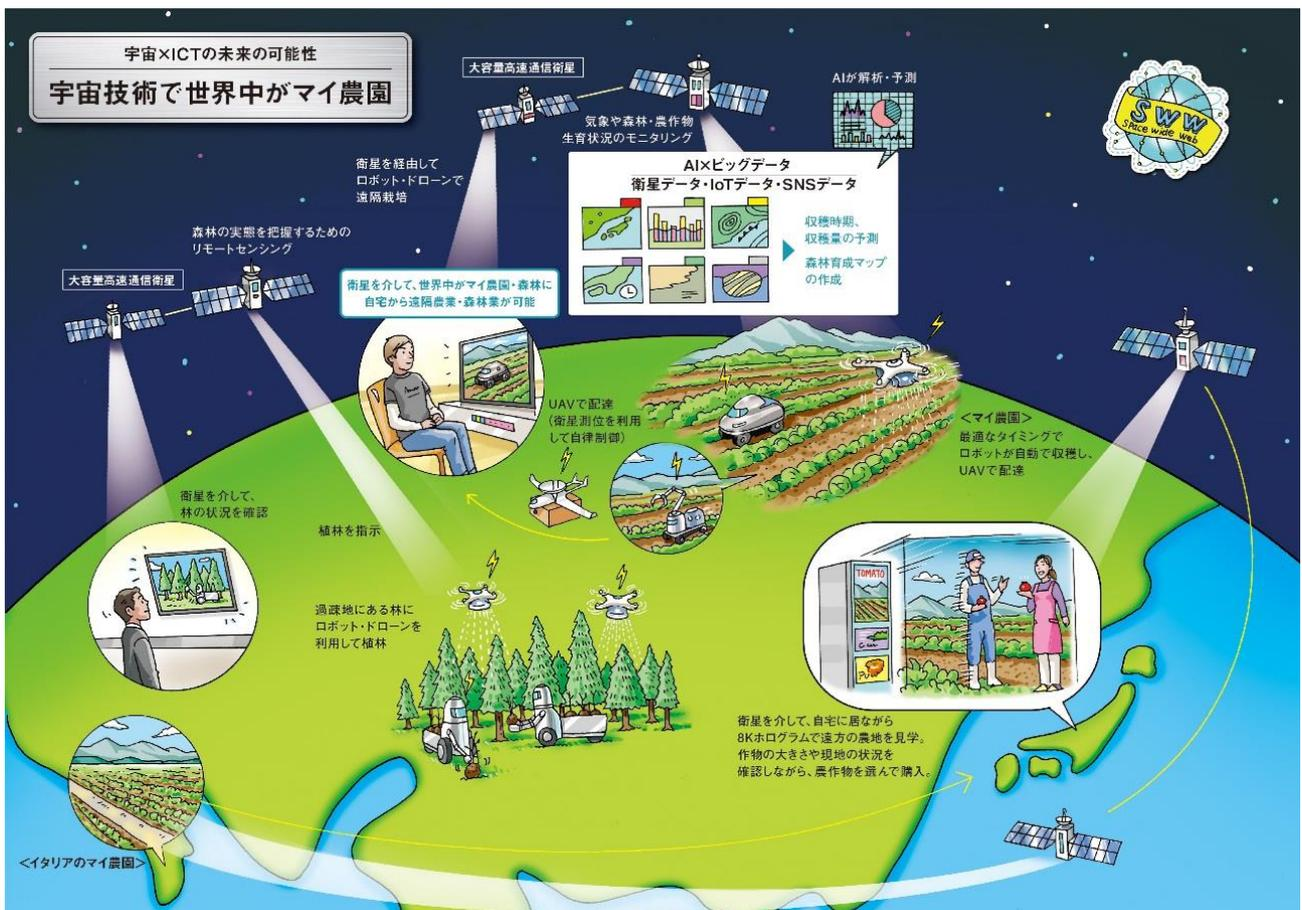 宇宙×ICTの未来の可能性
宇宙技術で世界中がマイ農園
大容量高速通信衛星
気象や森林・農作物
生育状況のモニタリング
AIが解析・予測
SWW
Space wide web
衛星を経由して
ロボット・ドローンで
遠隔栽培
AI×ビッグデータ
衛星データ・IoTデータ・SNSデータ
収穫時期、
収穫量の予測
森林育成マップ
の作成
森林の実態を把握するための
リモートセンシング
大容量高速通信衛星
衛星を介して、世界中がマイ農園・森林に
自宅から遠隔農業・森林業が可能
UAVで配達
(衛星測位を利用
して自律制御)
<マイ農園>
最適なタイミングで
ロボットが自動で収穫し、
UAVで配達
衛星を介して、
林の状況を確認
植林を指示
過疎地にある林に
ロボット・ドローンを
利用して植林
TOMATO
衛星を介して、自宅に居ながら
8Kホログラムで遠方の農地を見学。
作物の大きさや現地の状況を
確認しながら、農作物を選んで購入。
<イタリアのマイ農園>